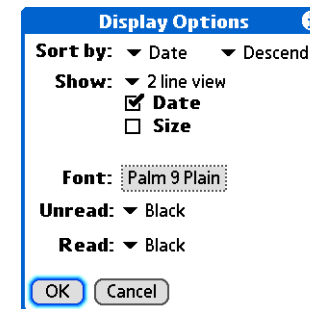 Display Options
Sort by: Date Descend
Show: 2 line view
Date
Size
Font: Palm 9 Plain
Unread: Black
Read: Black
OK Cancel